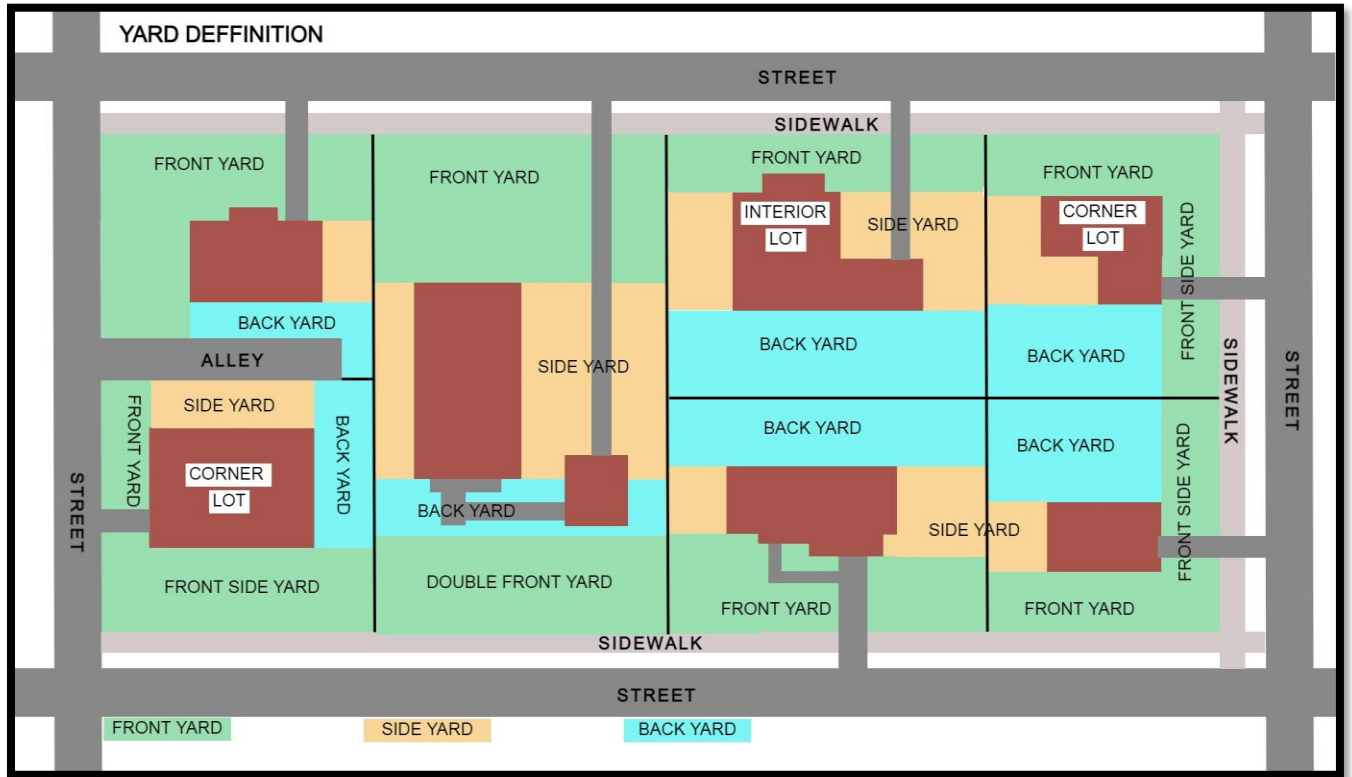 YARD DEFFINITION
STREET
SIDEWALK
FRONT YARD
FRONT YARD
FRONT YARD
FRONT YARD
INTERIOR
LOT
SIDE YARD
CORNER
LOT
FRONT SIDE YARD
BACK YARD
ALLEY
SIDE YARD
BACK YARD
BACK YARD
SIDEWALK
STREET
SIDE YARD
FRONT YARD
BACK YARD
CORNER
LOT
STREET
BACK YARD
BACK YARD
BACK YARD
FRONT SIDE YARD
SIDE YARD
FRONT SIDE YARD
DOUBLE FRONT YARD
FRONT YARD
FRONT YARD
SIDEWALK
STREET
FRONT YARD
SIDE YARD
BACK YARD